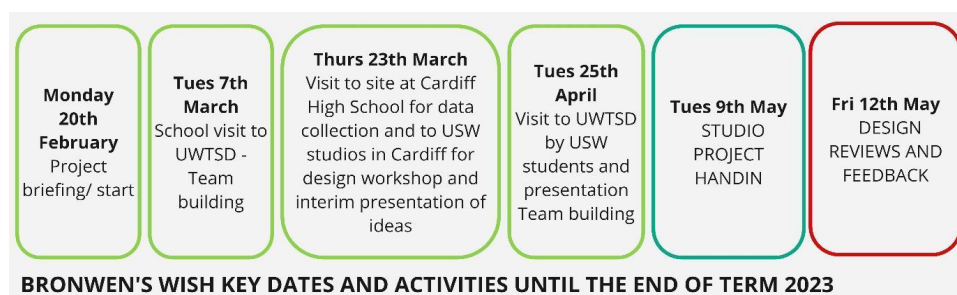 Monday
20th
February
Project
briefing/ start
Tues 7th
March
School visit to
UWTSD -
Team
building
Thurs 23th March
Visit to site at Cardiff
High School for data
collection and to USW
studios in Cardiff for
design workshop and
interim presentation of
ideas
Tues 25th
April
Visit to UWTSD
by USW
students and
presentation
Team building
Tues 9th May
STUDIO
PROJECT
HANDIN
Fri 12th May
DESIGN
REVIEWS AND
FEEDBACK
BRONWEN'S WISH KEY DATES AND ACTIVITIES UNTIL THE END OF TERM 2023